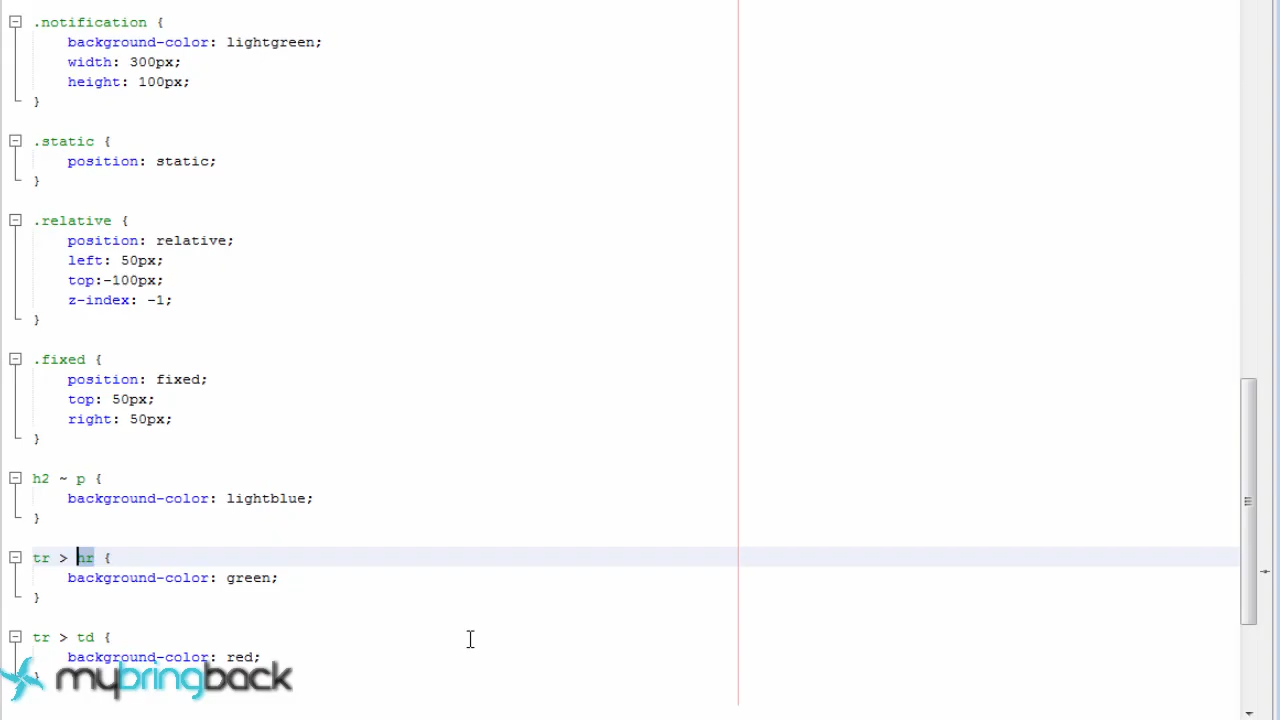 .notification {
background-color: lightgreen;
width: 300px;
height: 100px;
}
.static {
position: static;
}
.relative {
position: relative;
left: 50px;
top:-100px;
z-index: -1;
}
.fixed {
position: fixed;
top: 50px;
right: 50px;
}
h2 ~ p {
background-color: lightblue;
}
tr > hr {
background-color: green;
}
tr > td {
background-color: red;
}
mybringback